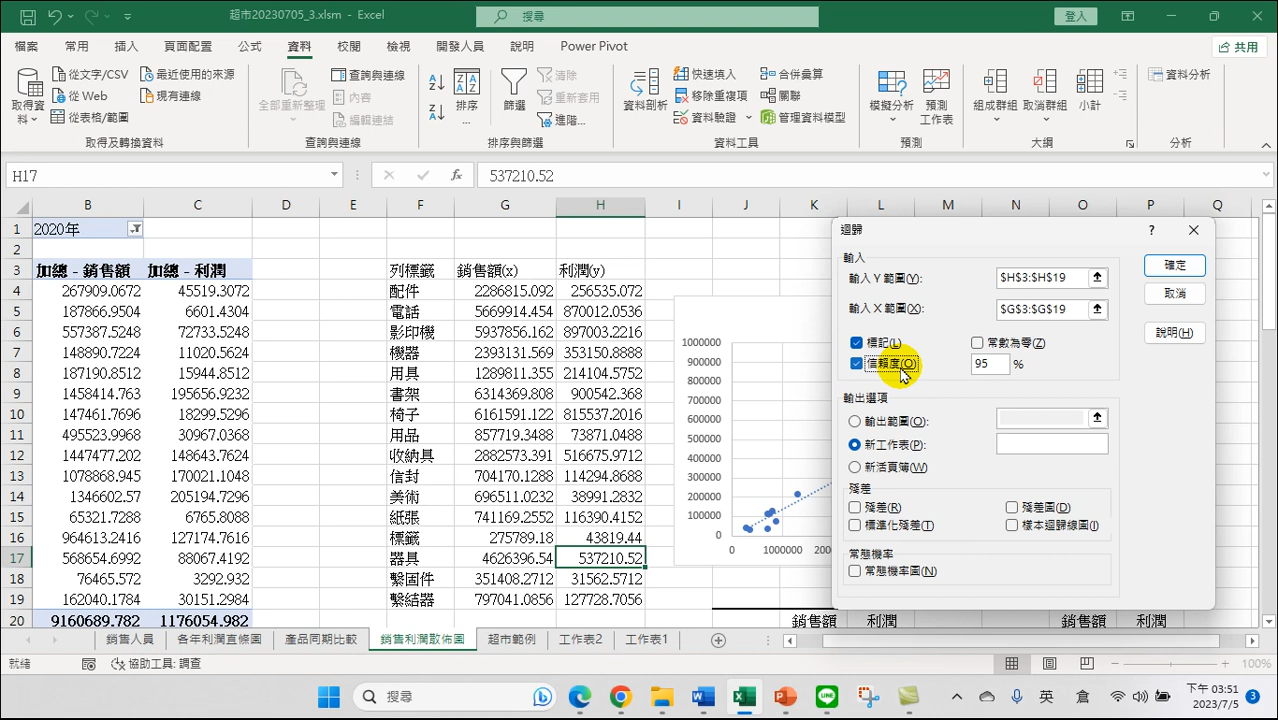 超市20230705_3.xlsm - Excel
搜尋
登入
檔案 常用 插入 頁面配置 公式 資料 校閱 檢視 開發人員 說明 Power Pivot
共用
從文字/CSV 最近使用的來源
從 Web 現有連線
從表格/範圍
取得資料
取得及轉換資料
全部重新整理
查詢與連線
內容
編輯連結
查詢與連線
排序
...
篩選
清除
重新套用
進階...
排序與篩選
資料剖析
快速填入 合併彙算
移除重複項 關聯
資料驗證 管理資料模型
資料工具
模擬分析
預測工作表
預測
組成群組 取消群組 小計
大綱
資料分析
分析
H17
fx
537210.52
B C D E F G H I J K L M N O P Q
1 2020年
2
3 加總 - 銷售額 加總 - 利潤 列標籤 銷售額(x) 利潤(y)
4 267909.0672 45519.3072 配件 2286815.092 256535.072
5 187866.9504 6601.4304 電話 5669914.454 870012.0536
6 557387.5248 72733.5248 影印機 5937856.162 897003.2216
7 148890.7224 11020.5624 機器 2393131.569 353150.8888
8 187190.8512 用具 1289811.355 214104.5752
9 1458414.763 195656.9232 書架 6314369.808 900542.368
10 147461.7696 18299.5296 椅子 6161591.122 815537.2016
11 495523.9968 30967.0368 用品 857719.3488 73871.0488
12 1447477.202 148643.7624 收納具 2882573.391 516675.9712
13 1078868.945 170021.1048 信封 704170.1288 114294.8688
14 1346602.57 205194.7296 美術 696511.0232 38991.2832
15 65321.7288 6765.8088 紙張 741169.2552 116390.4152
16 964613.2416 127174.7616 標籤 275789.18 43819.44
17 568654.6992 88067.4192 器具 4626396.54 537210.52
18 76465.572 3292.932 繫固件 351408.2712 31562.5712
19 162040.1784 30151.2984 繫結器 797041.0856 127728.7056
20 9160689.782 1176054.982 銷售額 利潤 銷售額 利潤
1000000
900000
800000
700000
600000
500000
400000
300000
200000
100000
0
0 1000000
迴歸
? ×
輸入
輸入 Y 範圍(Y): $H$3:$H$19
輸入 X 範圍(X): $G$3:$G$19
標記(L) 常數為零(Z)
信賴度(O) 95 %
確定
取消
說明(H)
輸出選項
輸出範圍(O):
新工作表(P):
新活頁簿(W)
殘差
殘差(R) 殘差圖(D)
標準化殘差(T) 樣本迴歸線圖(I)
常態機率
常態機率圖(N)
銷售人員 各年利潤直條圖 產品同期比較 銷售利潤散佈圖 超市範例 工作表2 工作表1
就緒 協助工具: 調查
100%
搜尋
英
倉
下午 03:51
2023/7/5
3